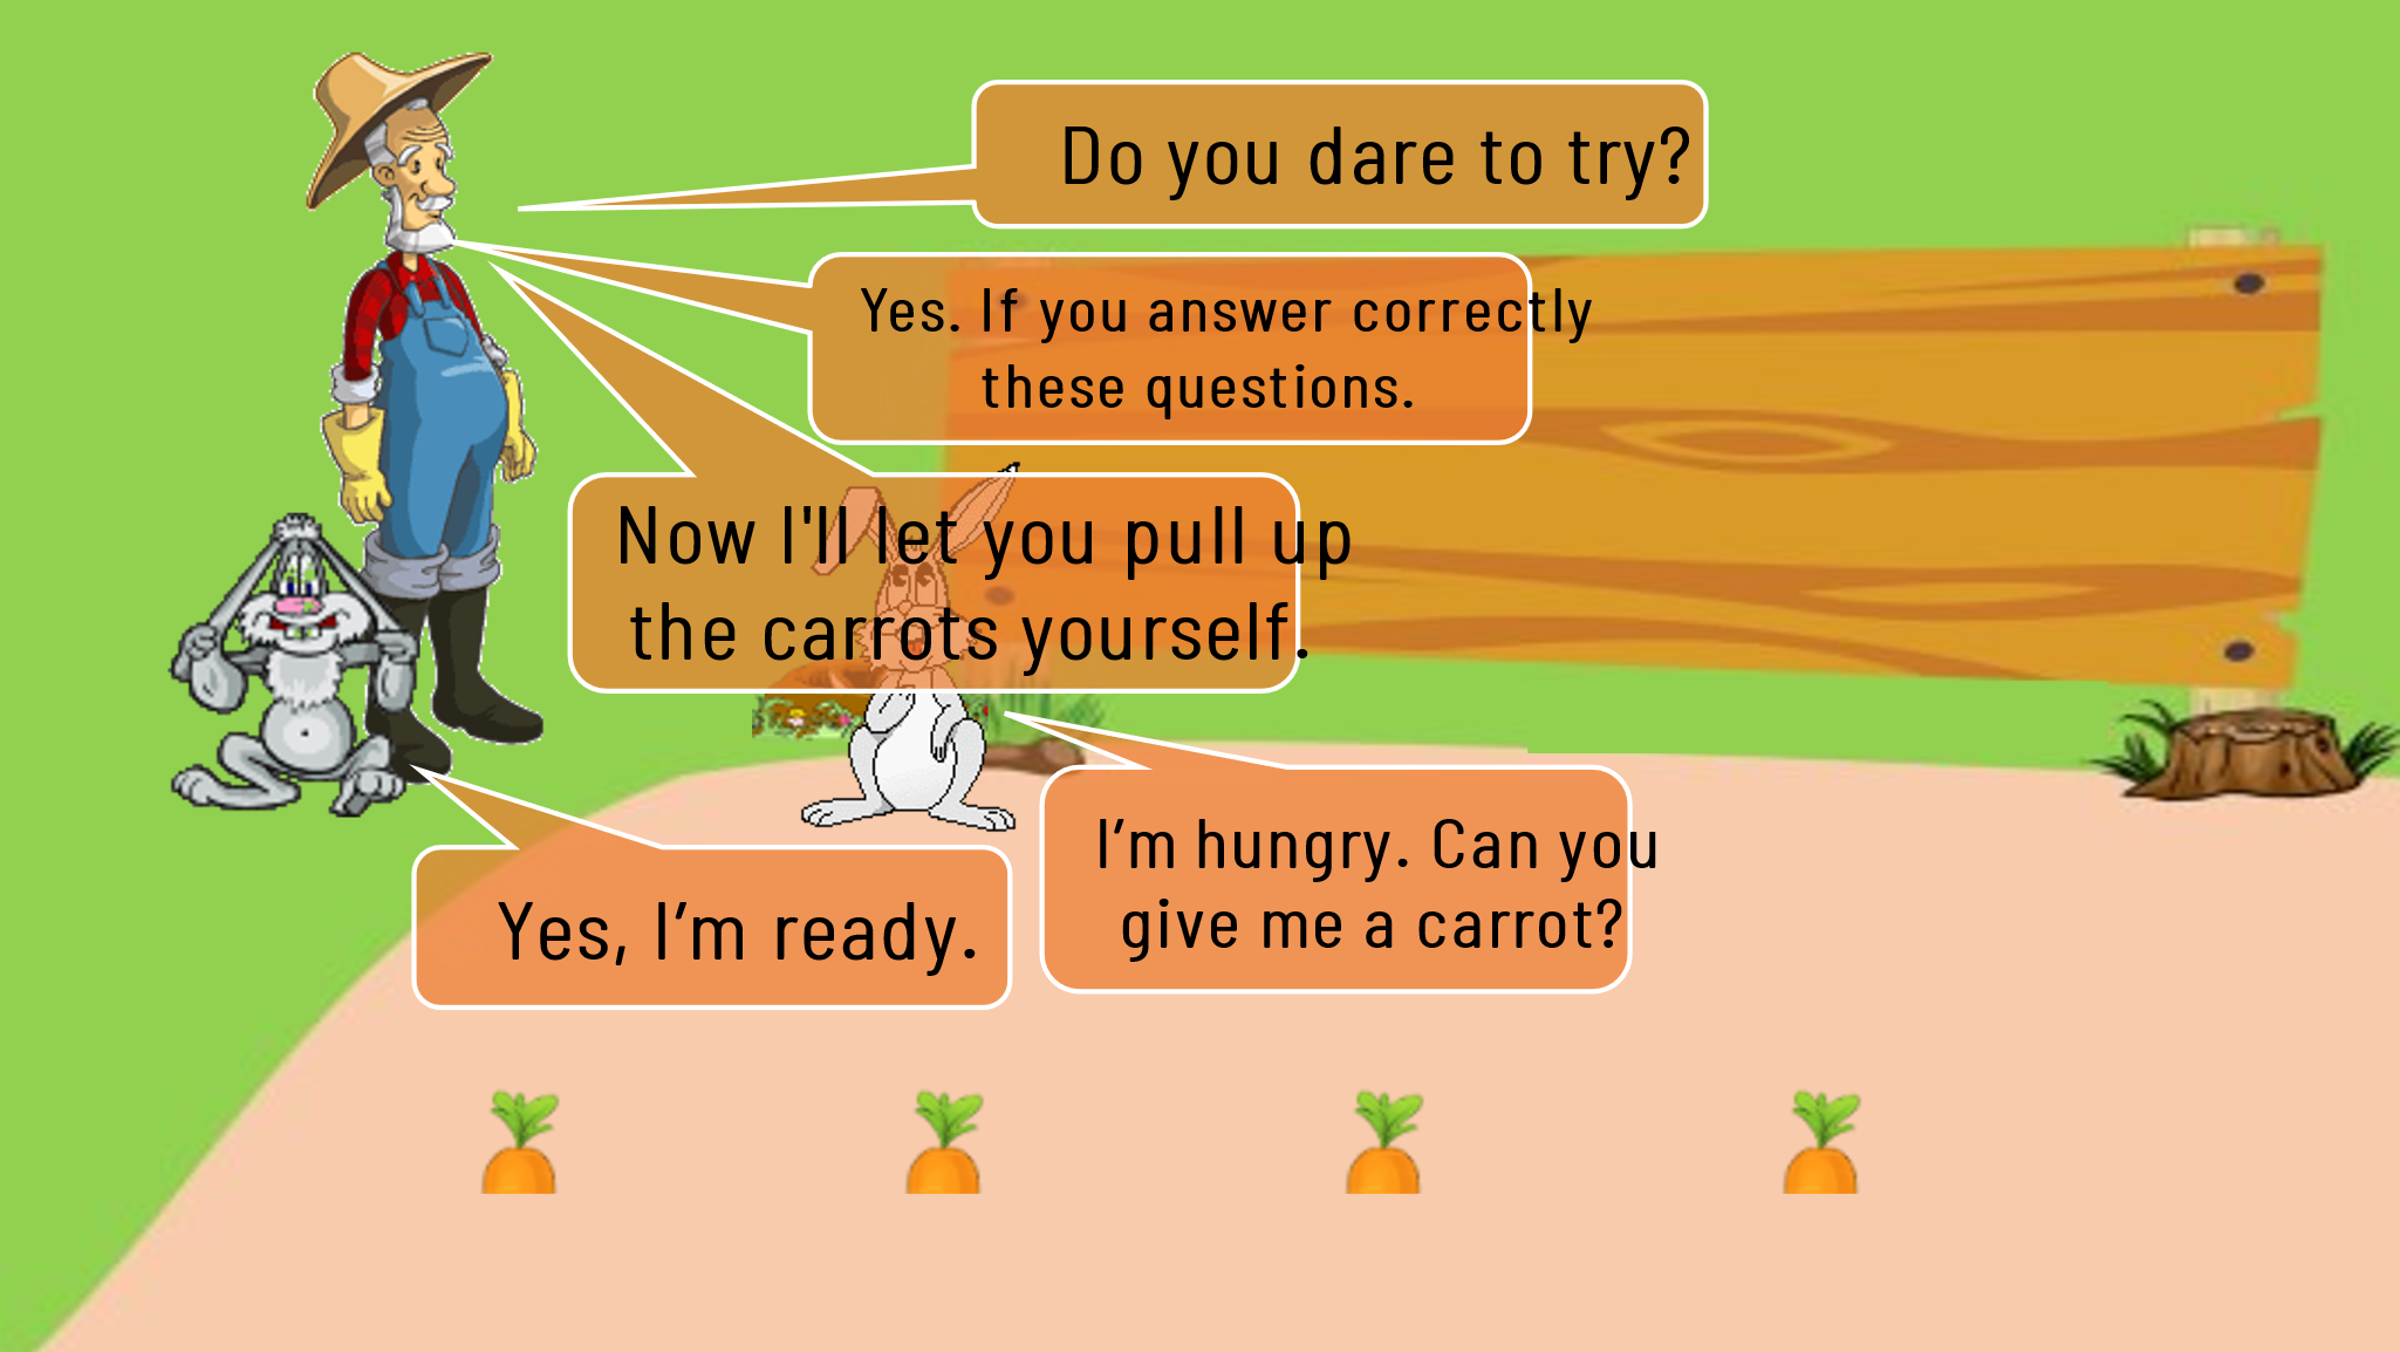 Do you dare to try?
Yes. If you answer correctly
these questions.
Now I'll let you pull up
the carrots yourself.
I’m hungry. Can you
give me a carrot?
Yes, I’m ready.